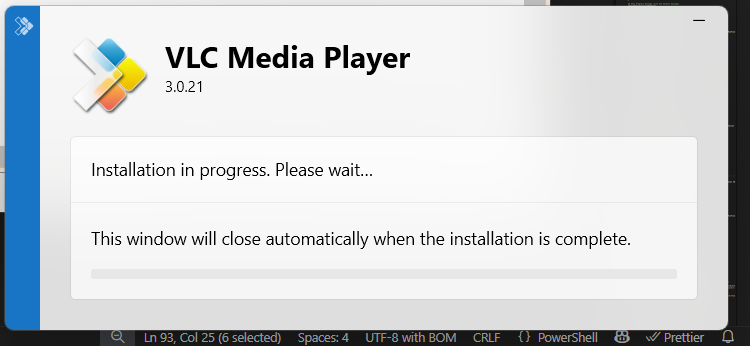 VLC Media Player
3.0.21
Installation in progress. Please wait...
This window will close automatically when the installation is complete.
Ln 93, Col 25 (6 selected) Spaces: 4 UTF-8 with BOM CRLF {} PowerShell Prettier